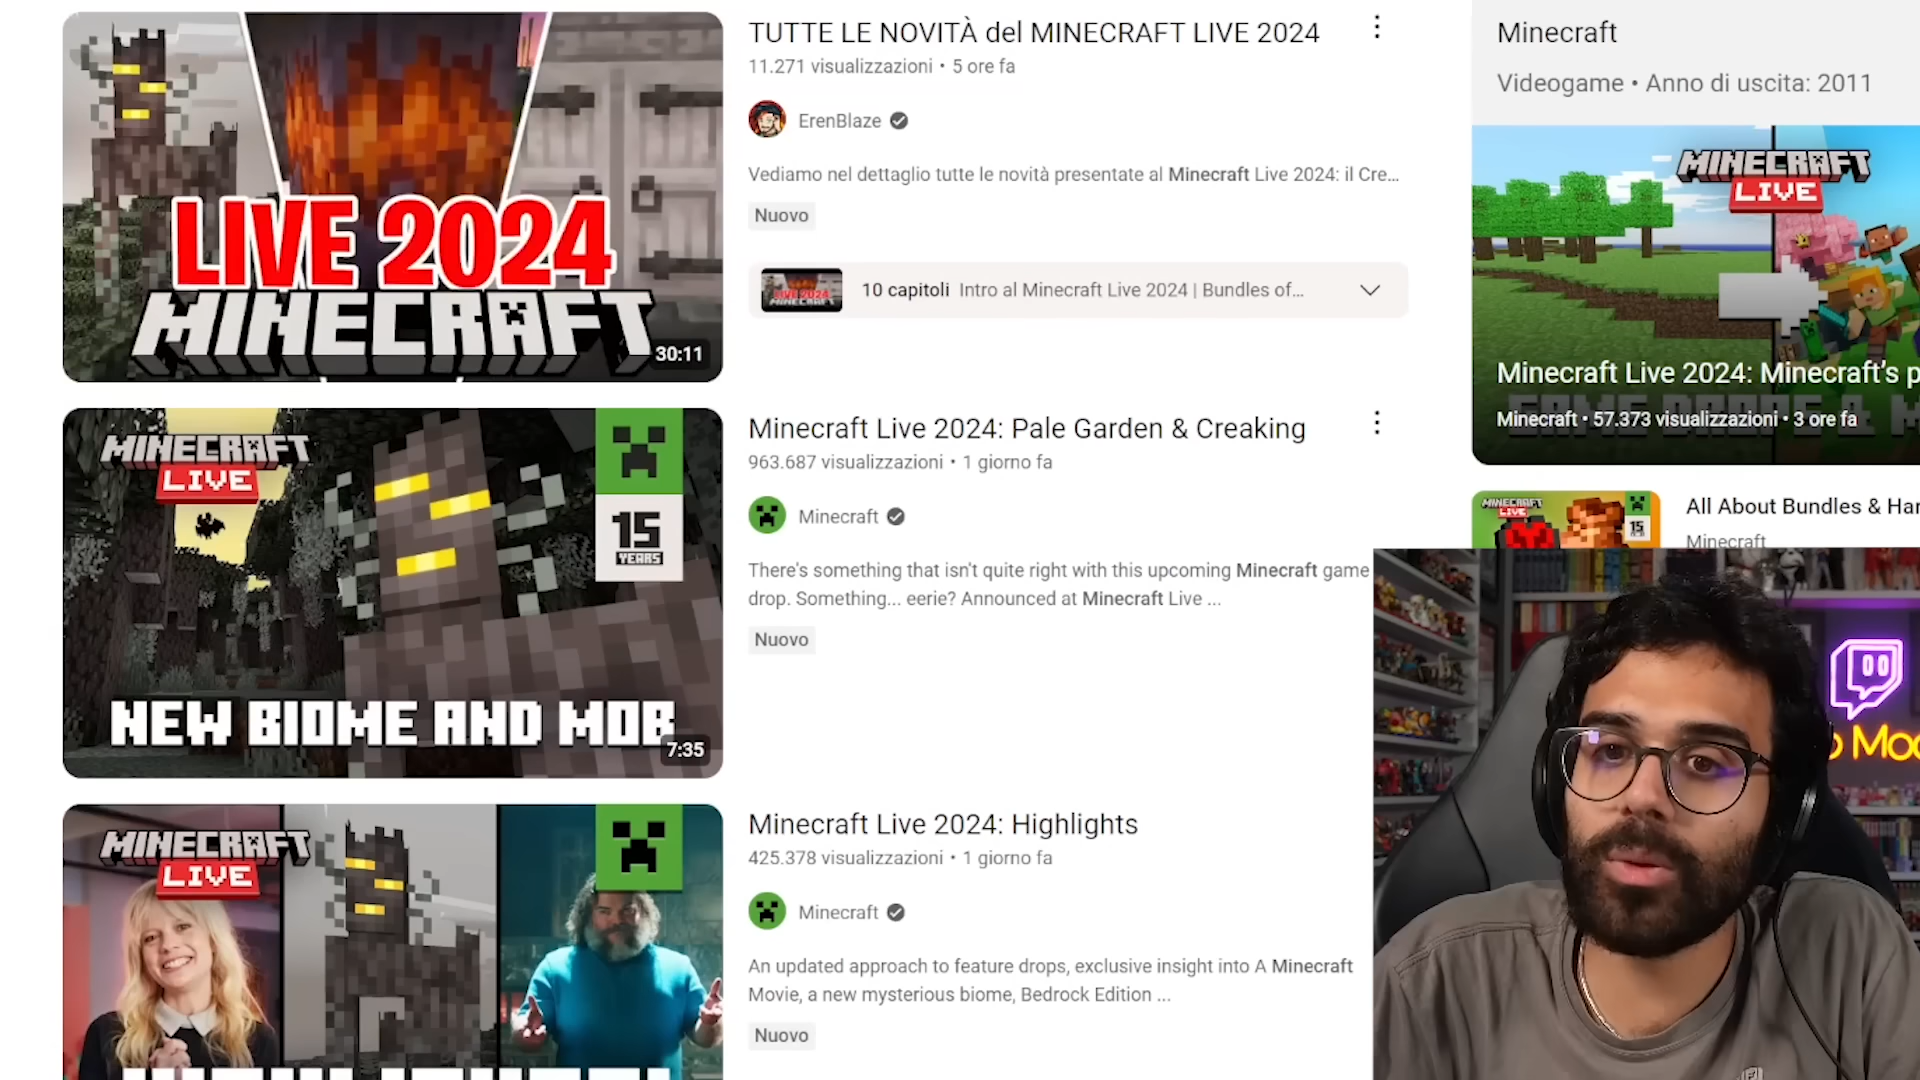 LIVE 2024
MINECRAFT
30:11
TUTTE LE NOVITÀ del MINECRAFT LIVE 2024
11.271 visualizzazioni • 5 ore fa
ErenBlaze
Vediamo nel dettaglio tutte le novità presentate al Minecraft Live 2024: il Cre...
Nuovo
LIVE 2024
10 capitoli Intro al Minecraft Live 2024 | Bundles of...
MINECRAFT
LIVE
15
YEARS
NEW BIOME AND MOB
7:35
Minecraft Live 2024: Pale Garden & Creaking
963.687 visualizzazioni • 1 giorno fa
Minecraft
There's something that isn't quite right with this upcoming Minecraft game
drop. Something... eerie? Announced at Minecraft Live ...
Nuovo
MINECRAFT
LIVE
Minecraft Live 2024: Highlights
425.378 visualizzazioni • 1 giorno fa
Minecraft
An updated approach to feature drops, exclusive insight into A Minecraft
Movie, a new mysterious biome, Bedrock Edition ...
Nuovo
Minecraft
Videogame • Anno di uscita: 2011
MINECRAFT
LIVE
Minecraft Live 2024: Minecraft's p
Minecraft • 57.373 visualizzazioni • 3 ore fa
MINECRAFT
LIVE
15
All About Bundles & Har
Minecraft
Moo